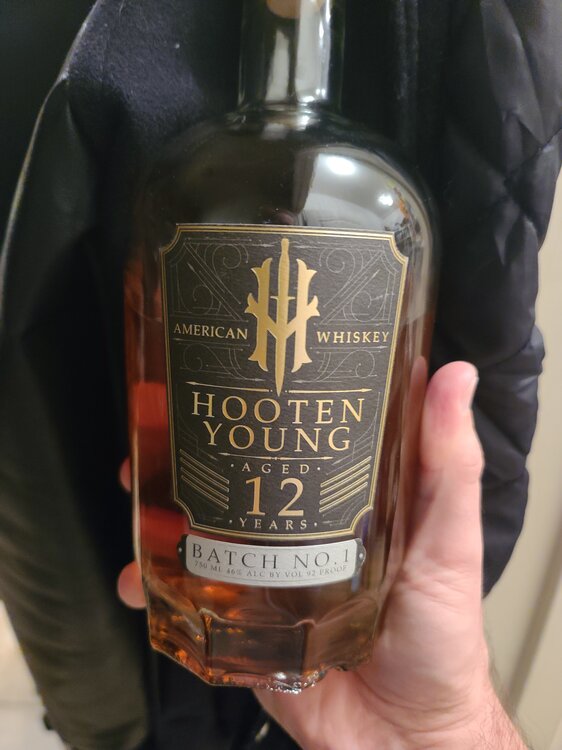 AMERICAN WHISKEY
HOOTEN
YOUNG
·AGED·
12
·YEARS·
BATCH NO.1
750 ML 46% ALC BY VOL 92 PROOF